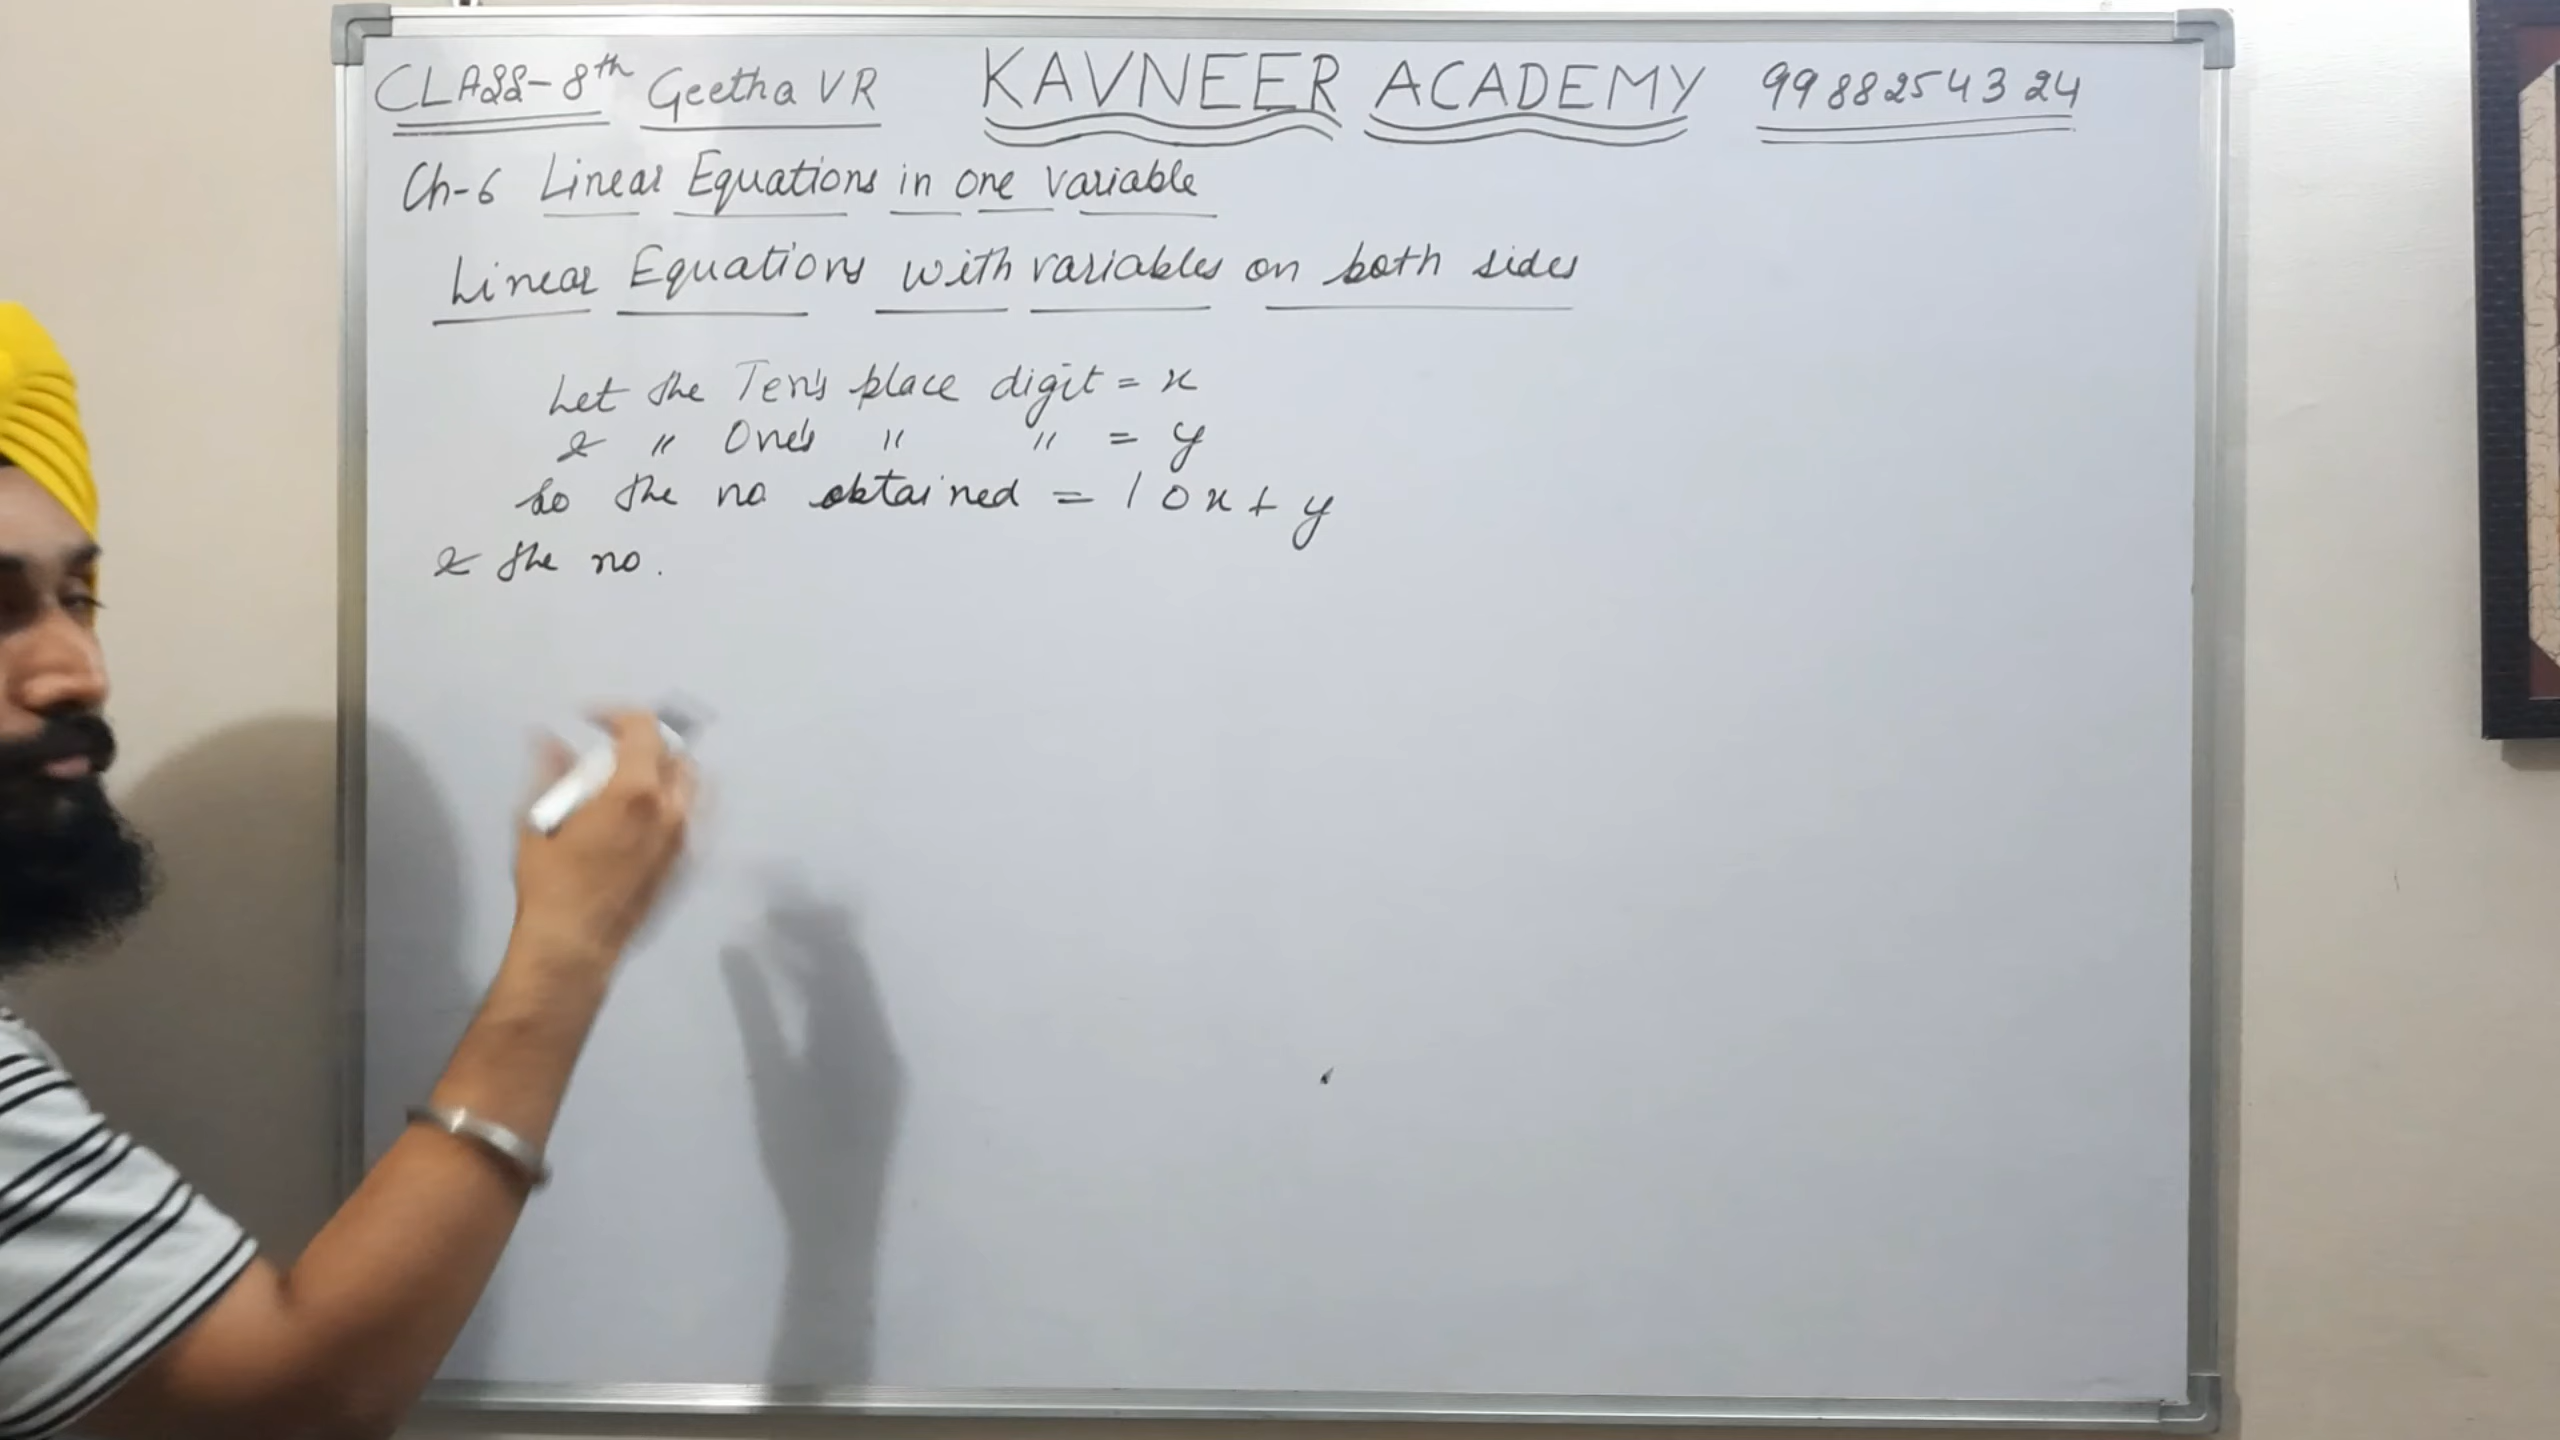 CLASS-8th Geetha VR KAVNEER ACADEMY 9988254324
Ch-6 Linear Equations in one variable
Linear Equations with variables on both sides
Let the Ten's place digit = x
& " One's " " = y
So the no obtained = 10x + y
& the no.